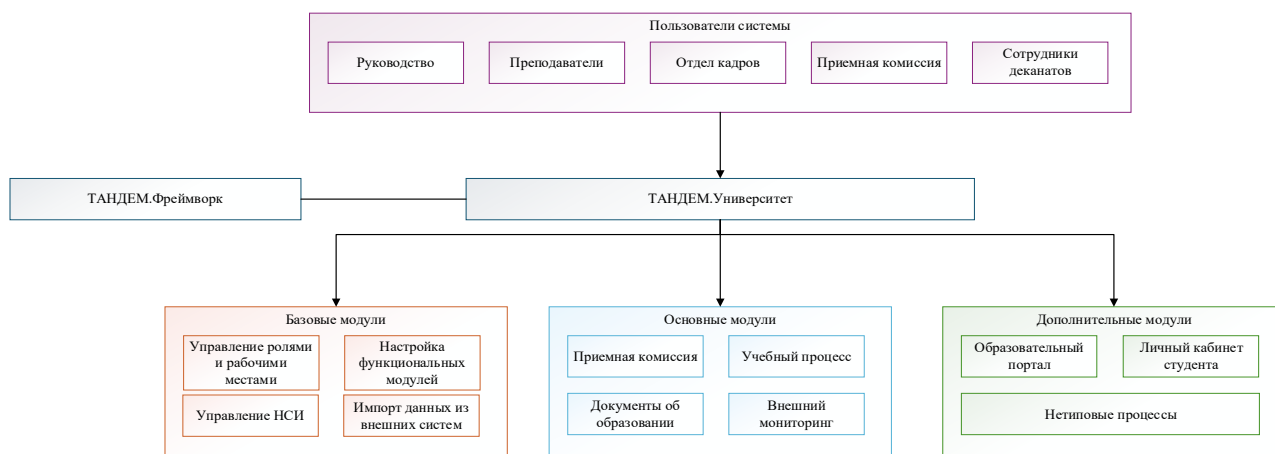 Пользователи системы
Руководство
Преподаватели
Отдел кадров
Приемная комиссия
Сотрудники
деканатов
ТАНДЕМ.Фреймворк
ТАНДЕМ.Университет
Базовые модули
Управление ролями
и рабочими
местами
Настройка
функциональных
модулей
Управление НСИ
Импорт данных из
внешних систем
Основные модули
Приемная комиссия
Учебный процесс
Документы об
образовании
Внешний
мониторинг
Дополнительные модули
Образовательный
портал
Личный кабинет
студента
Нетиповые процессы